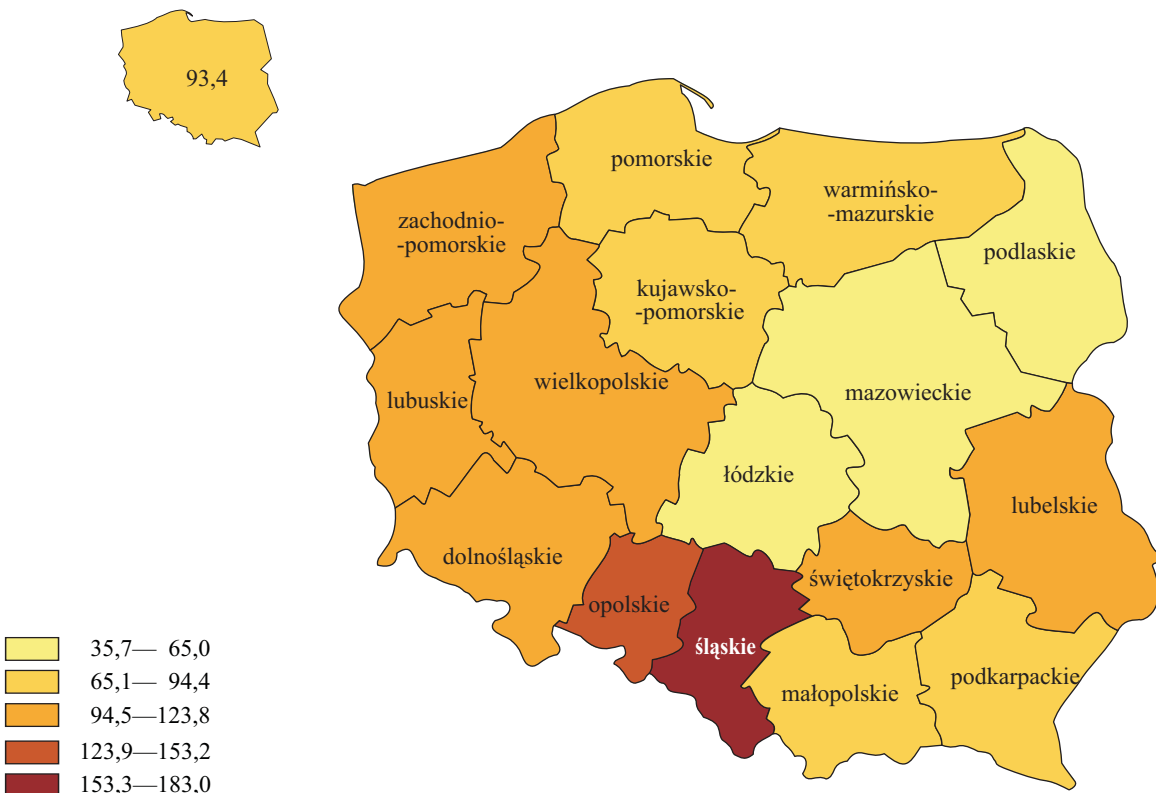 93,4
pomorskie
warmińsko-
-mazurskie
zachodnio-
-pomorskie
podlaskie
kujawsko-
-pomorskie
wielkopolskie
lubuskie
mazowieckie
łódzkie
lubelskie
dolnośląskie
świętokrzyskie
opolskie
śląskie
małopolskie
podkarpackie
35,7— 65,0
65,1— 94,4
94,5—123,8
123,9—153,2
153,3—183,0